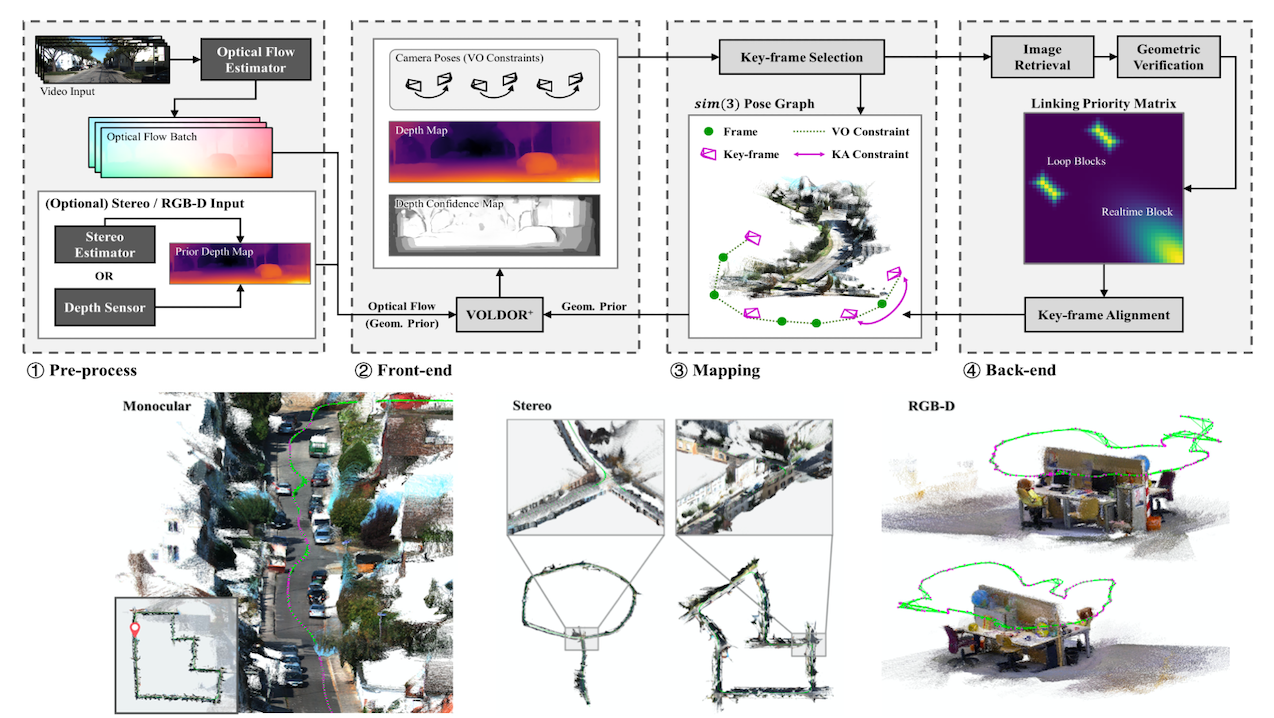 Video Input
Optical Flow
Estimator
Optical Flow Batch
(Optional) Stereo / RGB-D Input
Stereo
Estimator
OR
Depth Sensor
Prior Depth Map
① Pre-process
Camera Poses (VO Constraints)
Depth Map
Depth Confidence Map
Optical Flow
(Geom. Prior)
VOLDOR⁺
Geom. Prior
② Front-end
Key-frame Selection
sim(3) Pose Graph
Frame
VO Constraint
Key-frame
KA Constraint
③ Mapping
Image
Retrieval
Geometric
Verification
Linking Priority Matrix
Loop Blocks
Realtime Block
Key-frame Alignment
④ Back-end
Monocular
Stereo
RGB-D